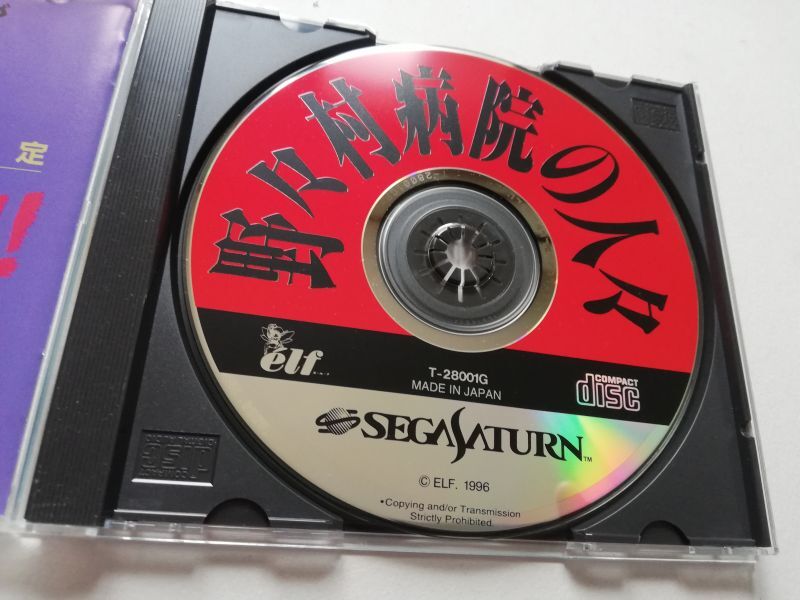 定
!!
野々村病院の人々
elf
T-28001G
MADE IN JAPAN
COMPACT
disc
SEGA SATURN™
© ELF. 1996
*Copying and/or Transmission
Strictly Prohibited.